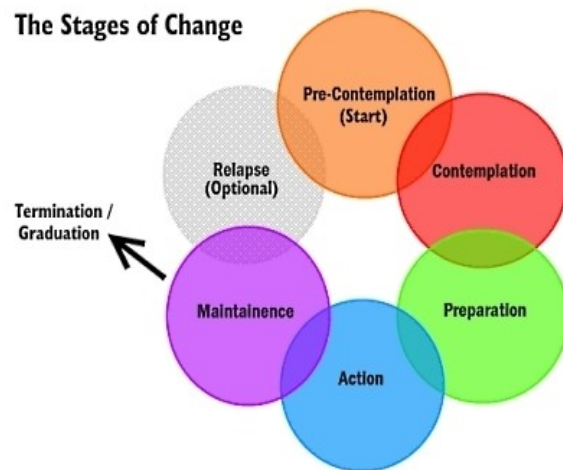 The Stages of Change
Pre-Contemplation
(Start)
Contemplation
Preparation
Action
Maintainence
Relapse
(Optional)
Termination /
Graduation